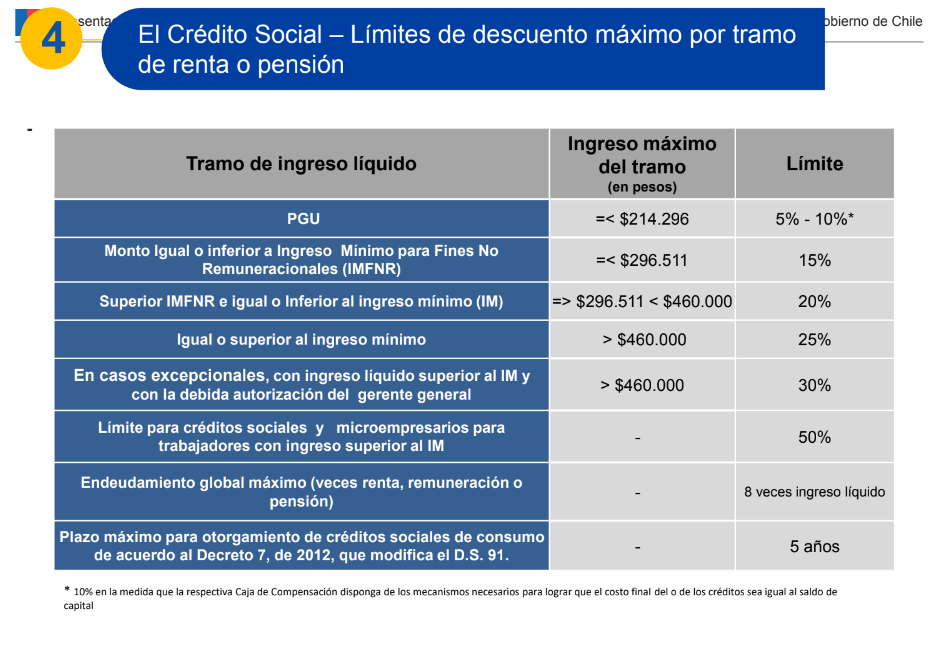 4
El Crédito Social – Límites de descuento máximo por tramo
de renta o pensión
obierno de Chile
-
Tramo de ingreso líquido
Ingreso máximo
del tramo
(en pesos)
Límite
PGU
=< $214.296
5% - 10%*
Monto Igual o inferior a Ingreso Mínimo para Fines No
Remuneracionales (IMFNR)
=< $296.511
15%
Superior IMFNR e igual o Inferior al ingreso mínimo (IM)
=> $296.511 < $460.000
20%
Igual o superior al ingreso mínimo
> $460.000
25%
En casos excepcionales, con ingreso líquido superior al IM y
con la debida autorización del gerente general
> $460.000
30%
Límite para créditos sociales y microempresarios para
trabajadores con ingreso superior al IM
-
50%
Endeudamiento global máximo (veces renta, remuneración o
pensión)
-
8 veces ingreso líquido
Plazo máximo para otorgamiento de créditos sociales de consumo
de acuerdo al Decreto 7, de 2012, que modifica el D.S. 91.
-
5 años
* 10% en la medida que la respectiva Caja de Compensación disponga de los mecanismos necesarios para lograr que el costo final del o de los créditos sea igual al saldo de
capital